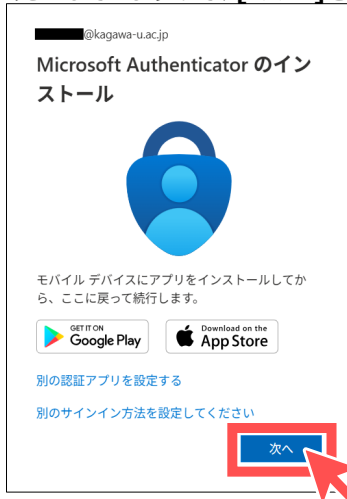 @kagawa-u.ac.jp
Microsoft Authenticator のイン
ストール
モバイル デバイスにアプリをインストールしてか
ら、ここに戻って続行します。
GET IT ON
Google Play
Download on the
App Store
別の認証アプリを設定する
別のサインイン方法を設定してください
次へ